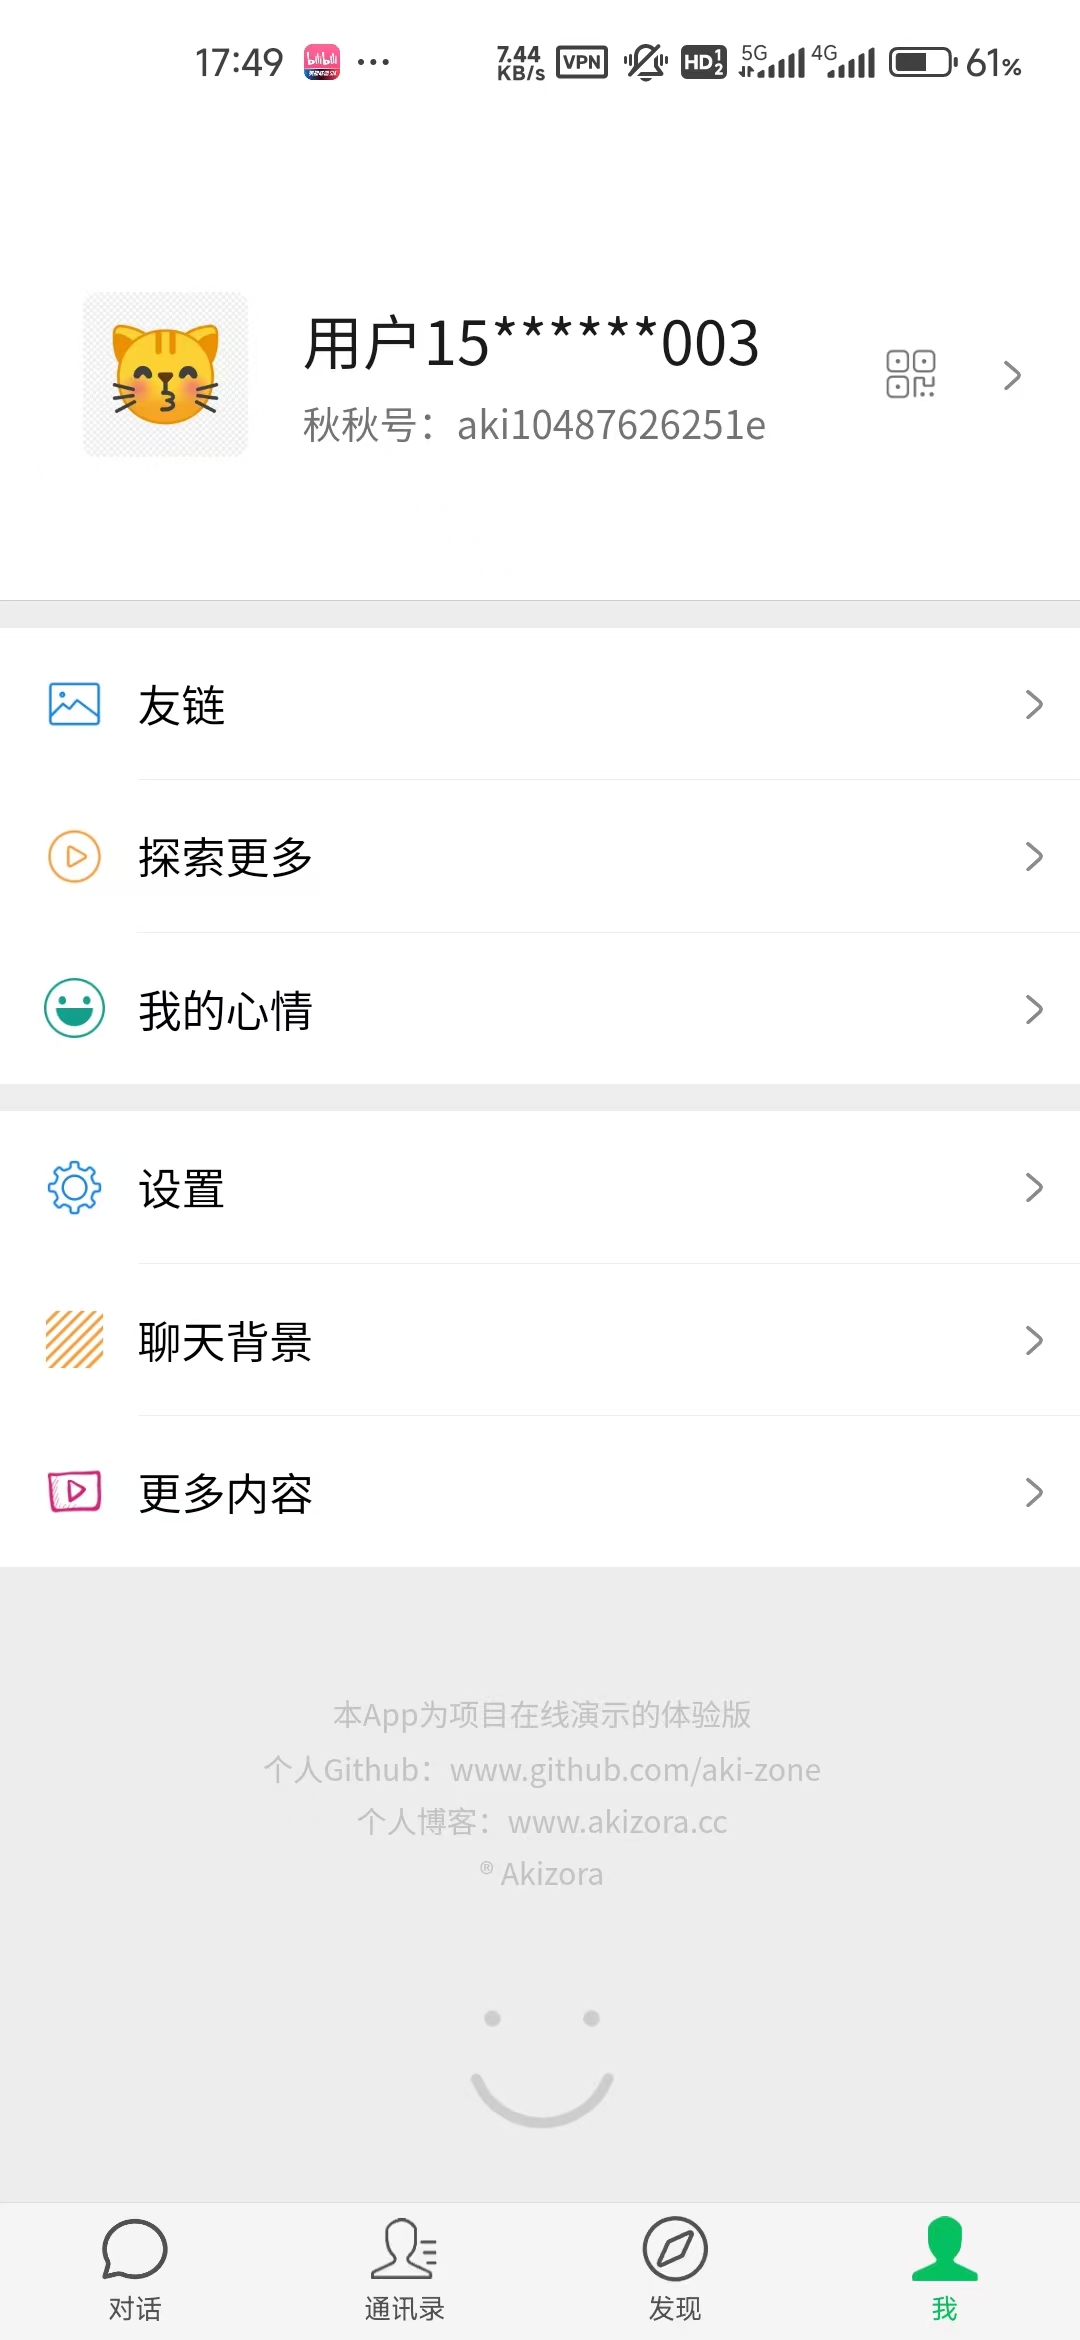 17:49 ··· 7.44 KB/s VPN HD 1 2 5G 4G 61%
用户15******003
秋秋号：aki10487626251e
友链
探索更多
我的心情
设置
聊天背景
更多内容
本App为项目在线演示的体验版
个人Github：www.github.com/aki-zone
个人博客：www.akizora.cc
® Akizora
对话 通讯录 发现 我